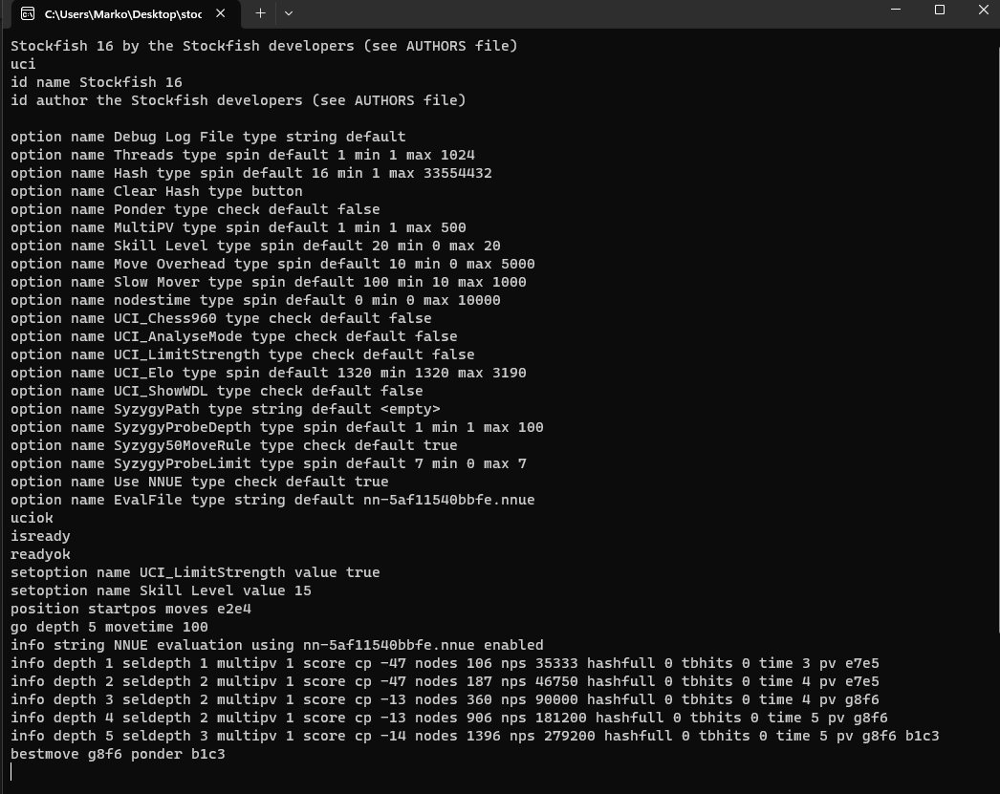 C:\Users\Marko\Desktop\stoc
Stockfish 16 by the Stockfish developers (see AUTHORS file)
uci
id name Stockfish 16
id author the Stockfish developers (see AUTHORS file)
option name Debug Log File type string default
option name Threads type spin default 1 min 1 max 1024
option name Hash type spin default 16 min 1 max 33554432
option name Clear Hash type button
option name Ponder type check default false
option name MultiPV type spin default 1 min 1 max 500
option name Skill Level type spin default 20 min 0 max 20
option name Move Overhead type spin default 10 min 0 max 5000
option name Slow Mover type spin default 100 min 10 max 1000
option name nodestime type spin default 0 min 0 max 10000
option name UCI_Chess960 type check default false
option name UCI_AnalyseMode type check default false
option name UCI_LimitStrength type check default false
option name UCI_Elo type spin default 1320 min 1320 max 3190
option name UCI_ShowWDL type check default false
option name SyzygyPath type string default <empty>
option name SyzygyProbeDepth type spin default 1 min 1 max 100
option name Syzygy50MoveRule type check default true
option name SyzygyProbeLimit type spin default 7 min 0 max 7
option name Use NNUE type check default true
option name EvalFile type string default nn-5af11540bbfe.nnue
uciok
isready
readyok
setoption name UCI_LimitStrength value true
setoption name Skill Level value 15
position startpos moves e2e4
go depth 5 movetime 100
info string NNUE evaluation using nn-5af11540bbfe.nnue enabled
info depth 1 seldepth 1 multipv 1 score cp -47 nodes 106 nps 35333 hashfull 0 tbhits 0 time 3 pv e7e5
info depth 2 seldepth 2 multipv 1 score cp -47 nodes 187 nps 46750 hashfull 0 tbhits 0 time 4 pv e7e5
info depth 3 seldepth 2 multipv 1 score cp -13 nodes 360 nps 90000 hashfull 0 tbhits 0 time 4 pv g8f6
info depth 4 seldepth 2 multipv 1 score cp -13 nodes 906 nps 181200 hashfull 0 tbhits 0 time 5 pv g8f6
info depth 5 seldepth 3 multipv 1 score cp -14 nodes 1396 nps 279200 hashfull 0 tbhits 0 time 5 pv g8f6 b1c3
bestmove g8f6 ponder b1c3